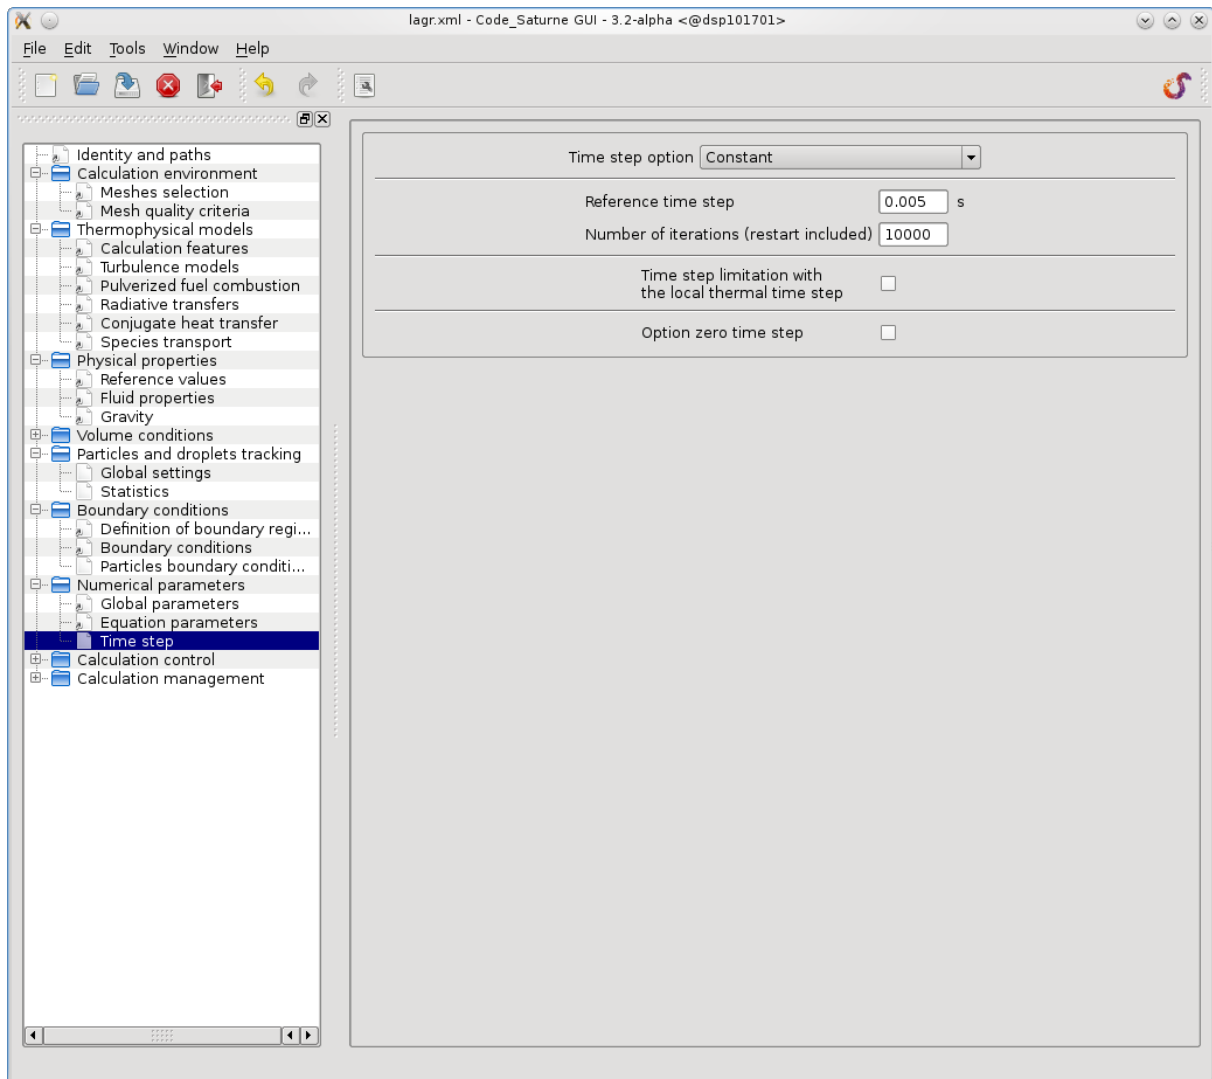 lagr.xml - Code_Saturne GUI - 3.2-alpha <@dsp101701>
File Edit Tools Window Help
Identity and paths
Calculation environment
Meshes selection
Mesh quality criteria
Thermophysical models
Calculation features
Turbulence models
Pulverized fuel combustion
Radiative transfers
Conjugate heat transfer
Species transport
Physical properties
Reference values
Fluid properties
Gravity
Volume conditions
Particles and droplets tracking
Global settings
Statistics
Boundary conditions
Definition of boundary regi...
Boundary conditions
Particles boundary conditi...
Numerical parameters
Global parameters
Equation parameters
Time step
Calculation control
Calculation management
Time step option Constant
Reference time step 0.005 s
Number of iterations (restart included) 10000
Time step limitation with
the local thermal time step
Option zero time step